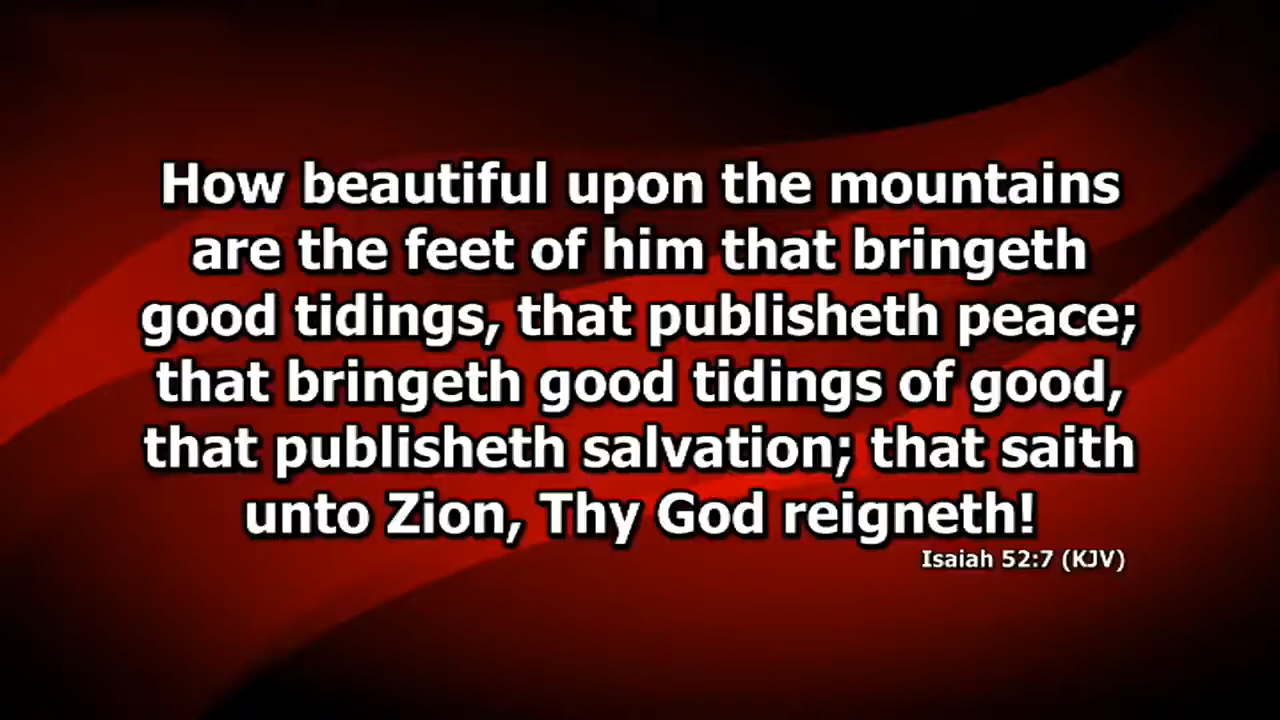 How beautiful upon the mountains
are the feet of him that bringeth
good tidings, that publisheth peace;
that bringeth good tidings of good,
that publisheth salvation; that saith
unto Zion, Thy God reigneth!
Isaiah 52:7 (KJV)